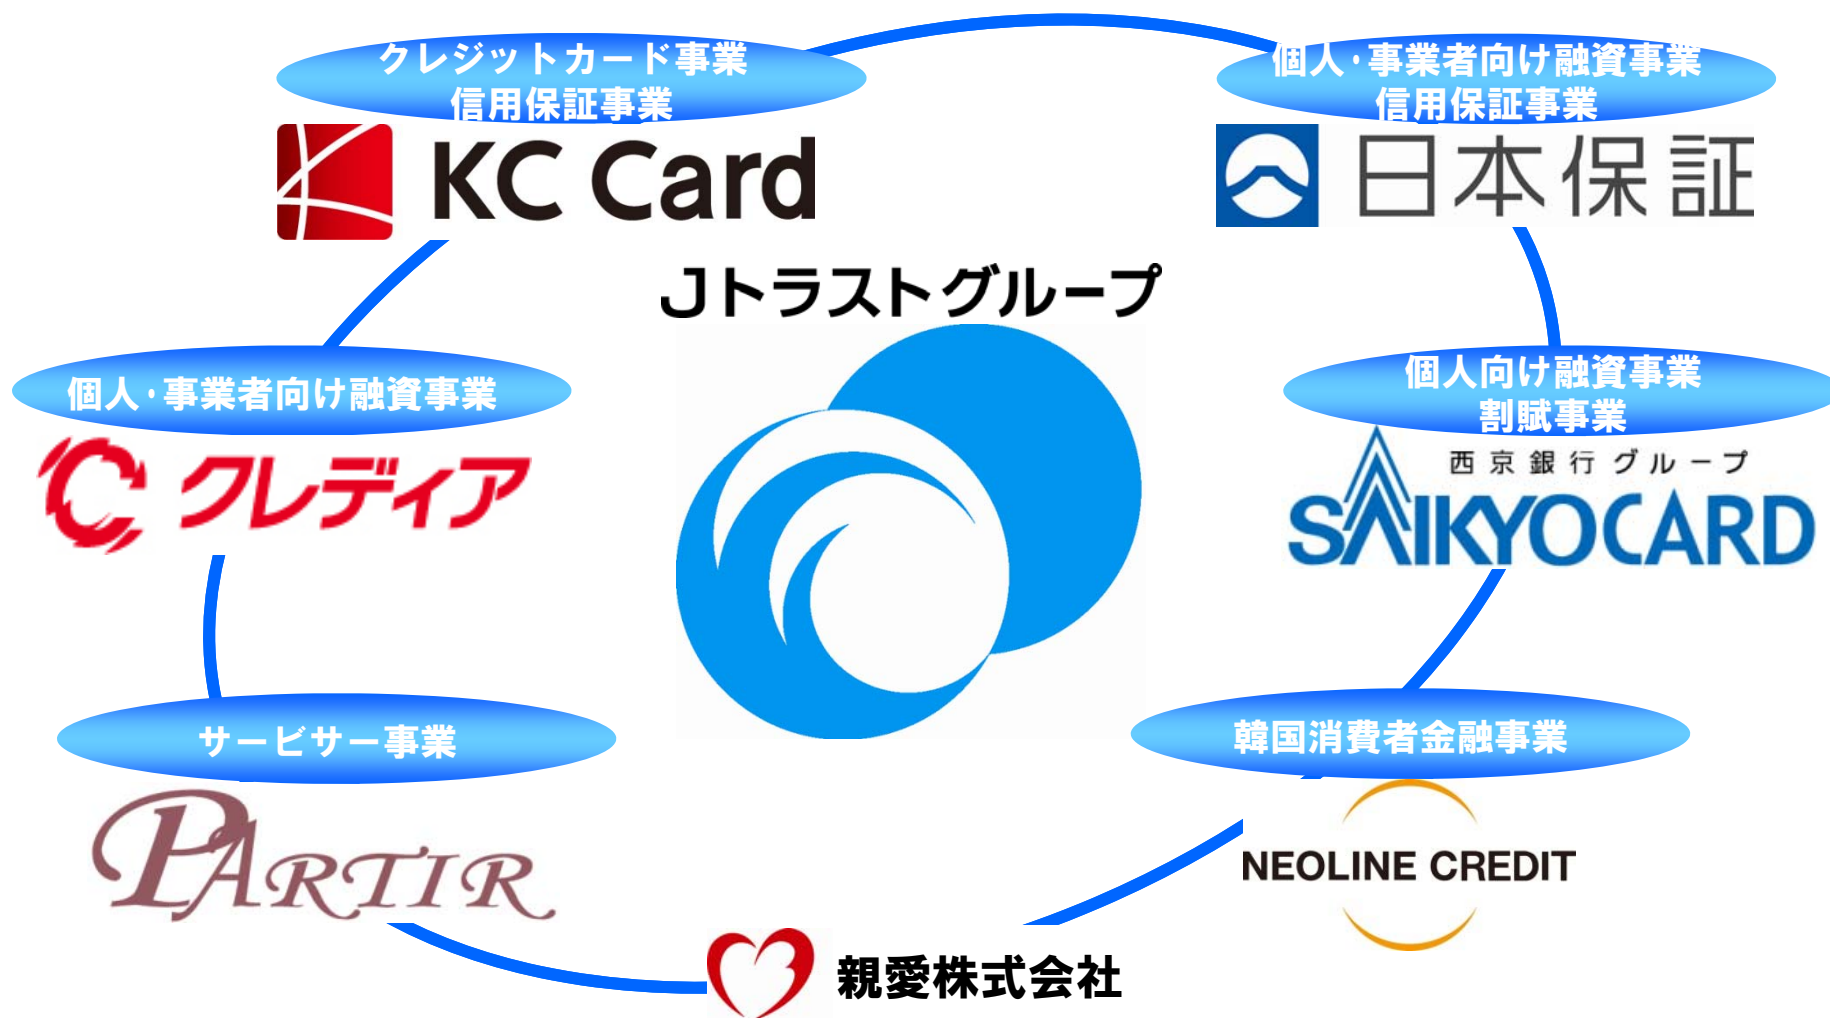 クレジットカード事業
信用保証事業
KC Card
個人･事業者向け融資事業
信用保証事業
日本保証
Jトラストグループ
個人･事業者向け融資事業
クレディア
個人向け融資事業
割賦事業
西京銀行グループ
SAIKYOCARD
サービサー事業
PARTIR
韓国消費者金融事業
NEOLINE CREDIT
親愛株式会社